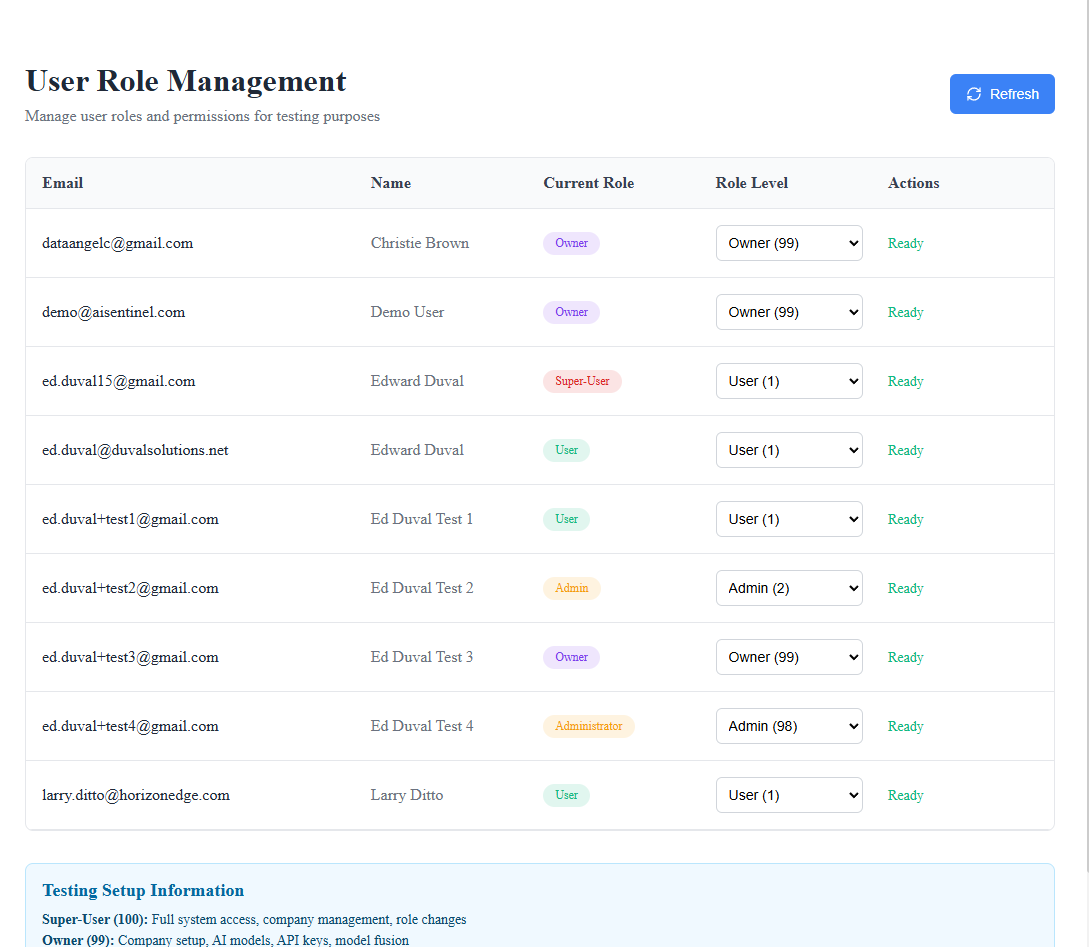 User Role Management
Manage user roles and permissions for testing purposes
Refresh
Email Name Current Role Role Level Actions
dataangelc@gmail.com Christie Brown Owner Owner (99) Ready
demo@aisentinel.com Demo User Owner Owner (99) Ready
ed.duval15@gmail.com Edward Duval Super-User User (1) Ready
ed.duval@duvalsolutions.net Edward Duval User User (1) Ready
ed.duval+test1@gmail.com Ed Duval Test 1 User User (1) Ready
ed.duval+test2@gmail.com Ed Duval Test 2 Admin Admin (2) Ready
ed.duval+test3@gmail.com Ed Duval Test 3 Owner Owner (99) Ready
ed.duval+test4@gmail.com Ed Duval Test 4 Administrator Admin (98) Ready
larry.ditto@horizonedge.com Larry Ditto User User (1) Ready
Testing Setup Information
Super-User (100): Full system access, company management, role changes
Owner (99): Company setup, AI models, API keys, model fusion